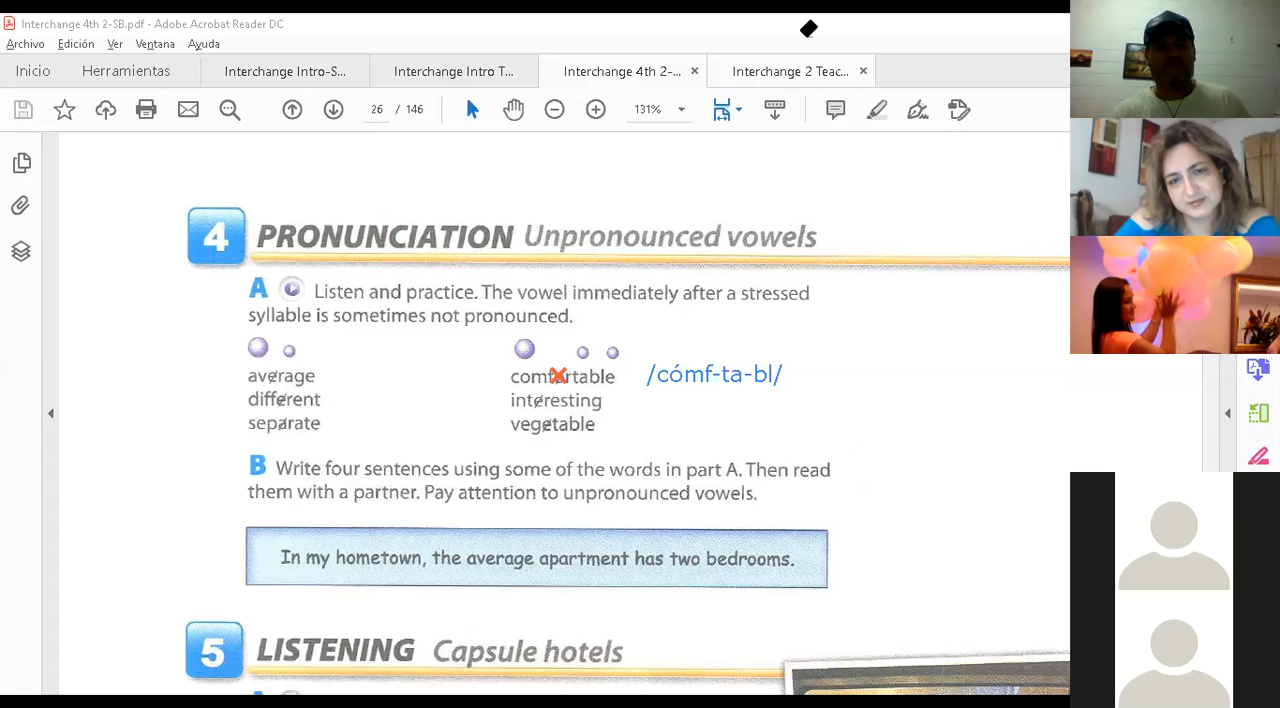 Interchange 4th 2-SB.pdf - Adobe Acrobat Reader DC
Archivo Edición Ver Ventana Ayuda
Inicio Herramientas Interchange Intro-S... Interchange Intro T... Interchange 4th 2-... × Interchange 2 Teac... ×
26 / 146 131%
4 PRONUNCIATION Unpronounced vowels
A Listen and practice. The vowel immediately after a stressed
syllable is sometimes not pronounced.
average
different
separate
comfortable /cómf-ta-bl/
interesting
vegetable
B Write four sentences using some of the words in part A. Then read
them with a partner. Pay attention to unpronounced vowels.
In my hometown, the average apartment has two bedrooms.
5 LISTENING Capsule hotels